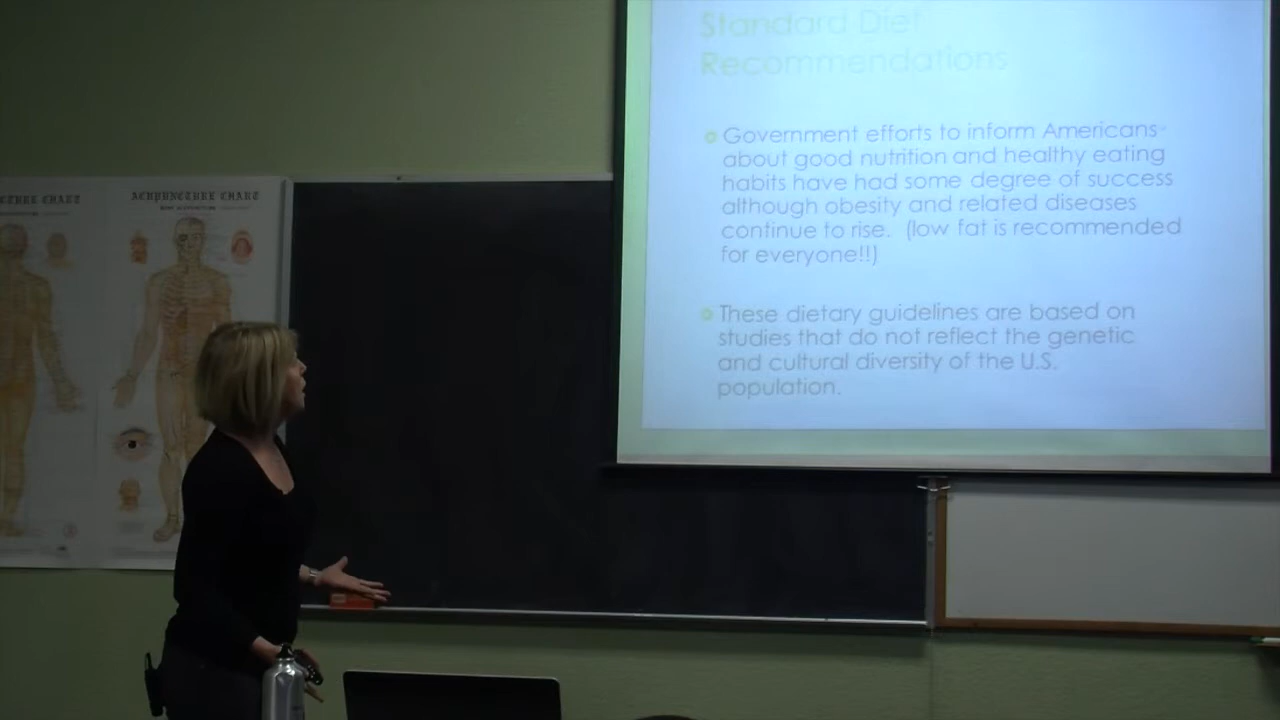 Standard Diet
Recommendations
Government efforts to inform Americans
about good nutrition and healthy eating
habits have had some degree of success
although obesity and related diseases
continue to rise. (low fat is recommended
for everyone!!)
These dietary guidelines are based on
studies that do not reflect the genetic
and cultural diversity of the U.S.
population.
CHART
ACUPUNCTURE CHART